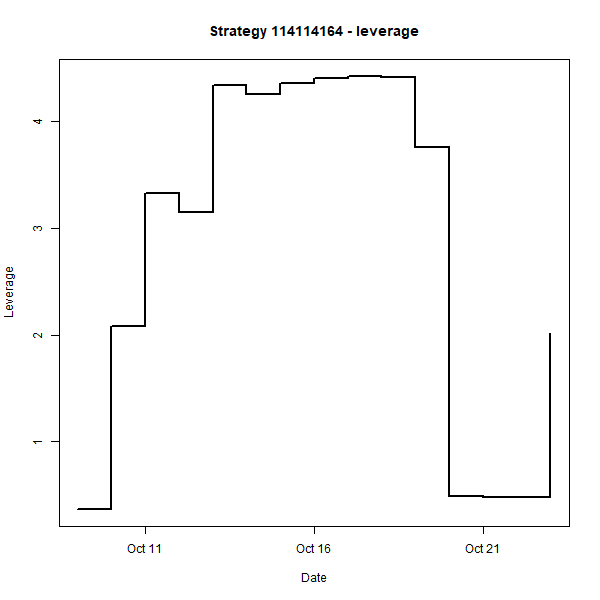 Strategy 114114164 - leverage
Leverage
4
3
2
1
Oct 11
Oct 16
Oct 21
Date